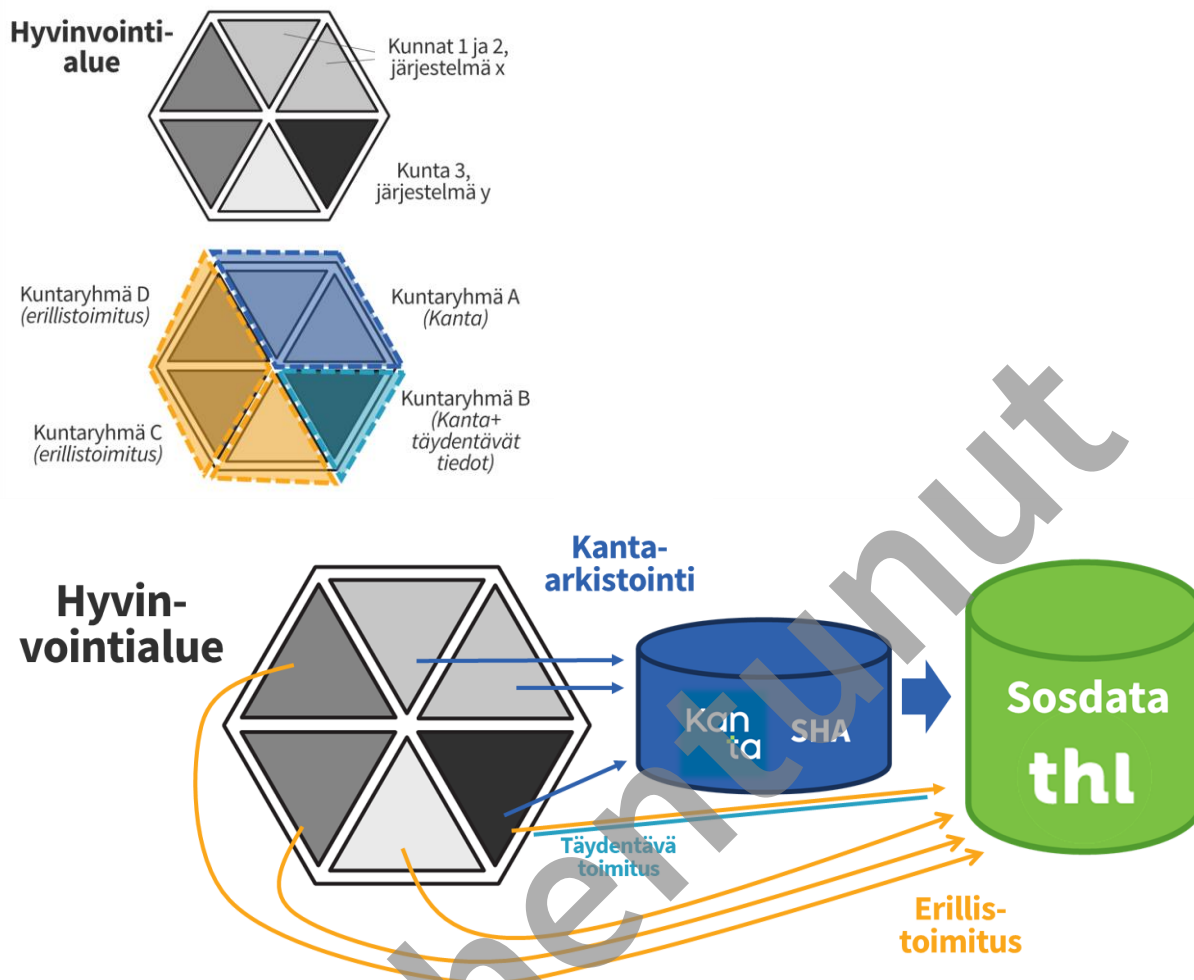 Hyvinvointi-
alue
Kunnat 1 ja 2,
järjestelmä x
Kunta 3,
järjestelmä y
Kuntaryhmä D
(erillistoimitus)
Kuntaryhmä A
(Kanta)
Kuntaryhmä B
(Kanta+
täydentävät
tiedot)
Kuntaryhmä C
(erillistoimitus)
Hyvin-
vointialue
Kanta-
arkistointi
Kan
ta
SHA
Sosdata
thl
Täydentävä
toimitus
Erillis-
toimitus
hentunut